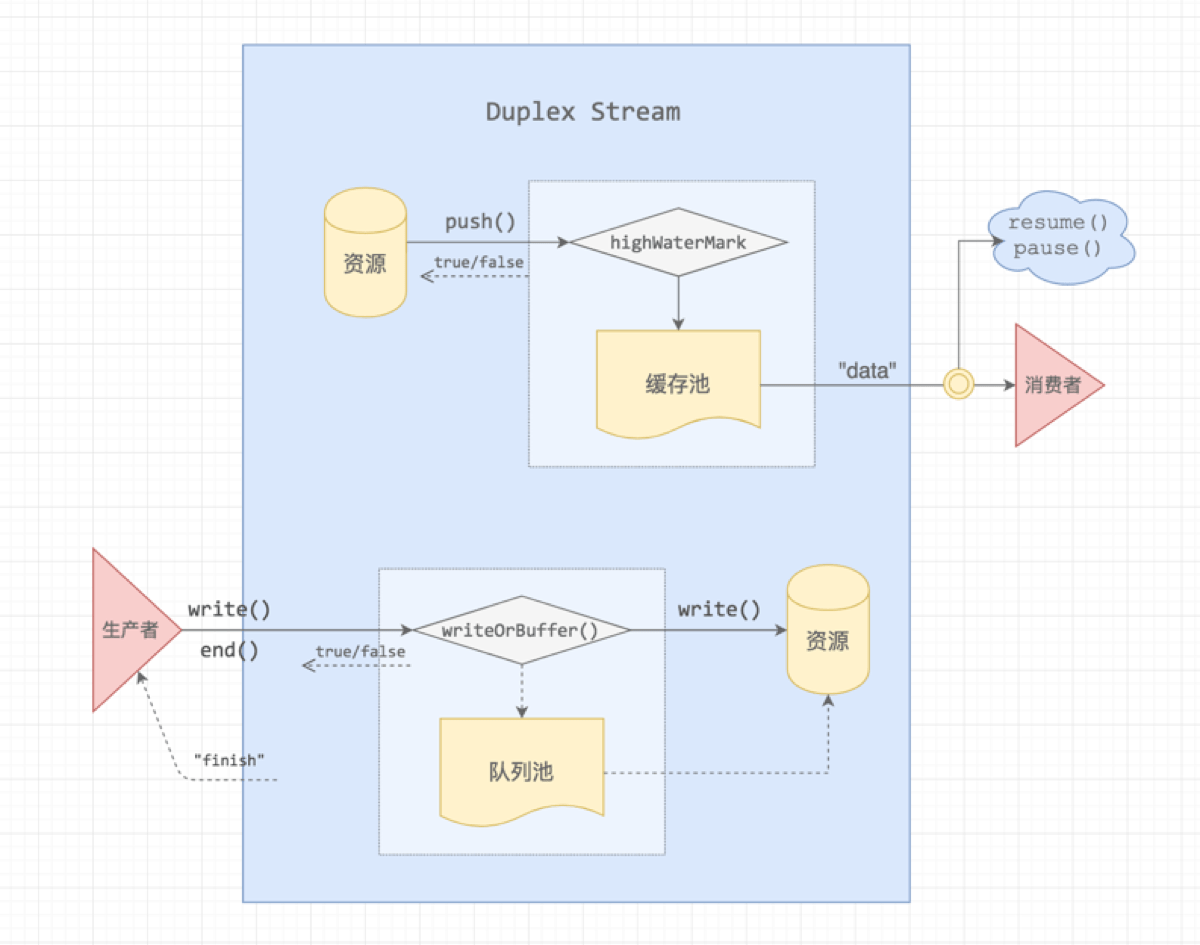 Duplex Stream
资源
push()
true/false
highWaterMark
缓存池
"data"
resume()
pause()
消费者
生产者
write()
end()
true/false
writeOrBuffer()
write()
资源
"finish"
队列池